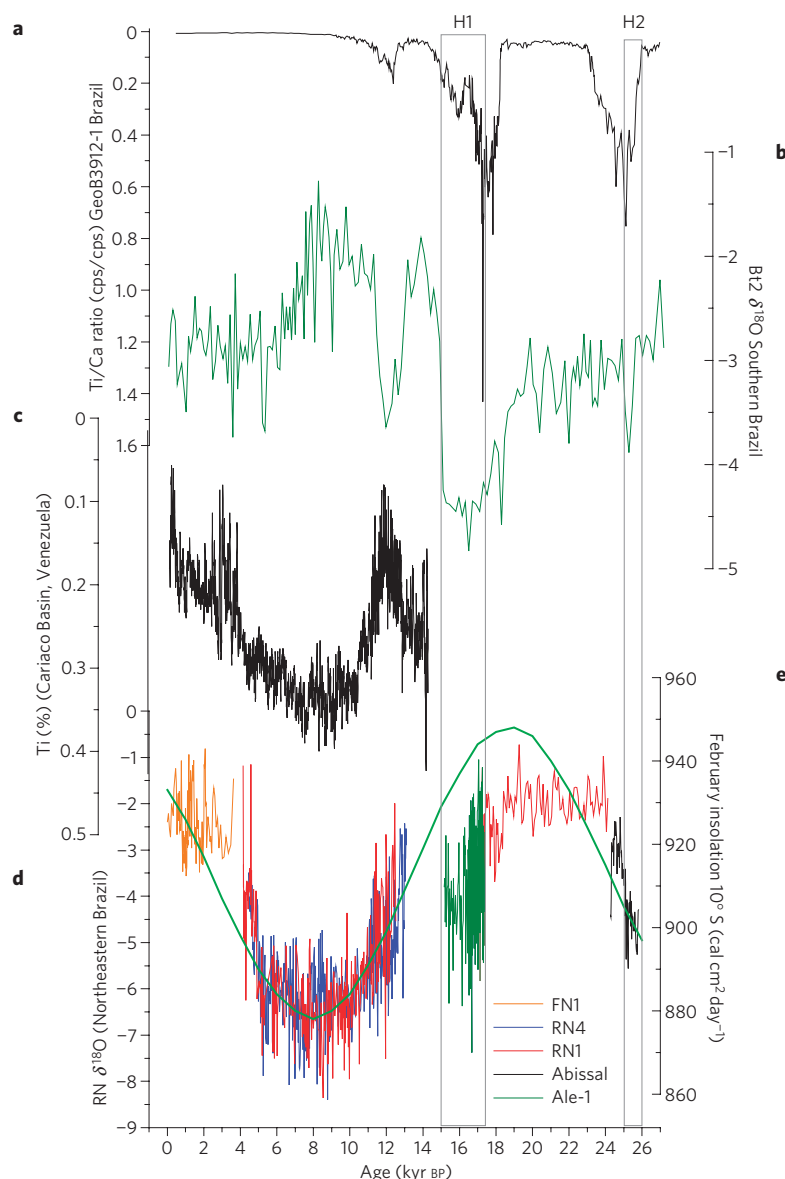 H1 H2
a
0
0.2
0.4
0.6
0.8
1.0
1.2
1.4
1.6
Ti/Ca ratio (cps/cps) GeoB3912-1 Brazil
b
−1
−2
−3
−4
−5
Bt2 δ¹⁸O Southern Brazil
c
0
0.1
0.2
0.3
0.4
0.5
Ti (%) (Cariaco Basin, Venezuela)
d
0
−1
−2
−3
−4
−5
−6
−7
−8
−9
RN δ¹⁸O (Northeastern Brazil)
e
960
940
920
900
880
860
February insolation 10° S (cal cm² day⁻¹)
FN1
RN4
RN1
Abissal
Ale-1
0 2 4 6 8 10 12 14 16 18 20 22 24 26
Age (kyr BP)